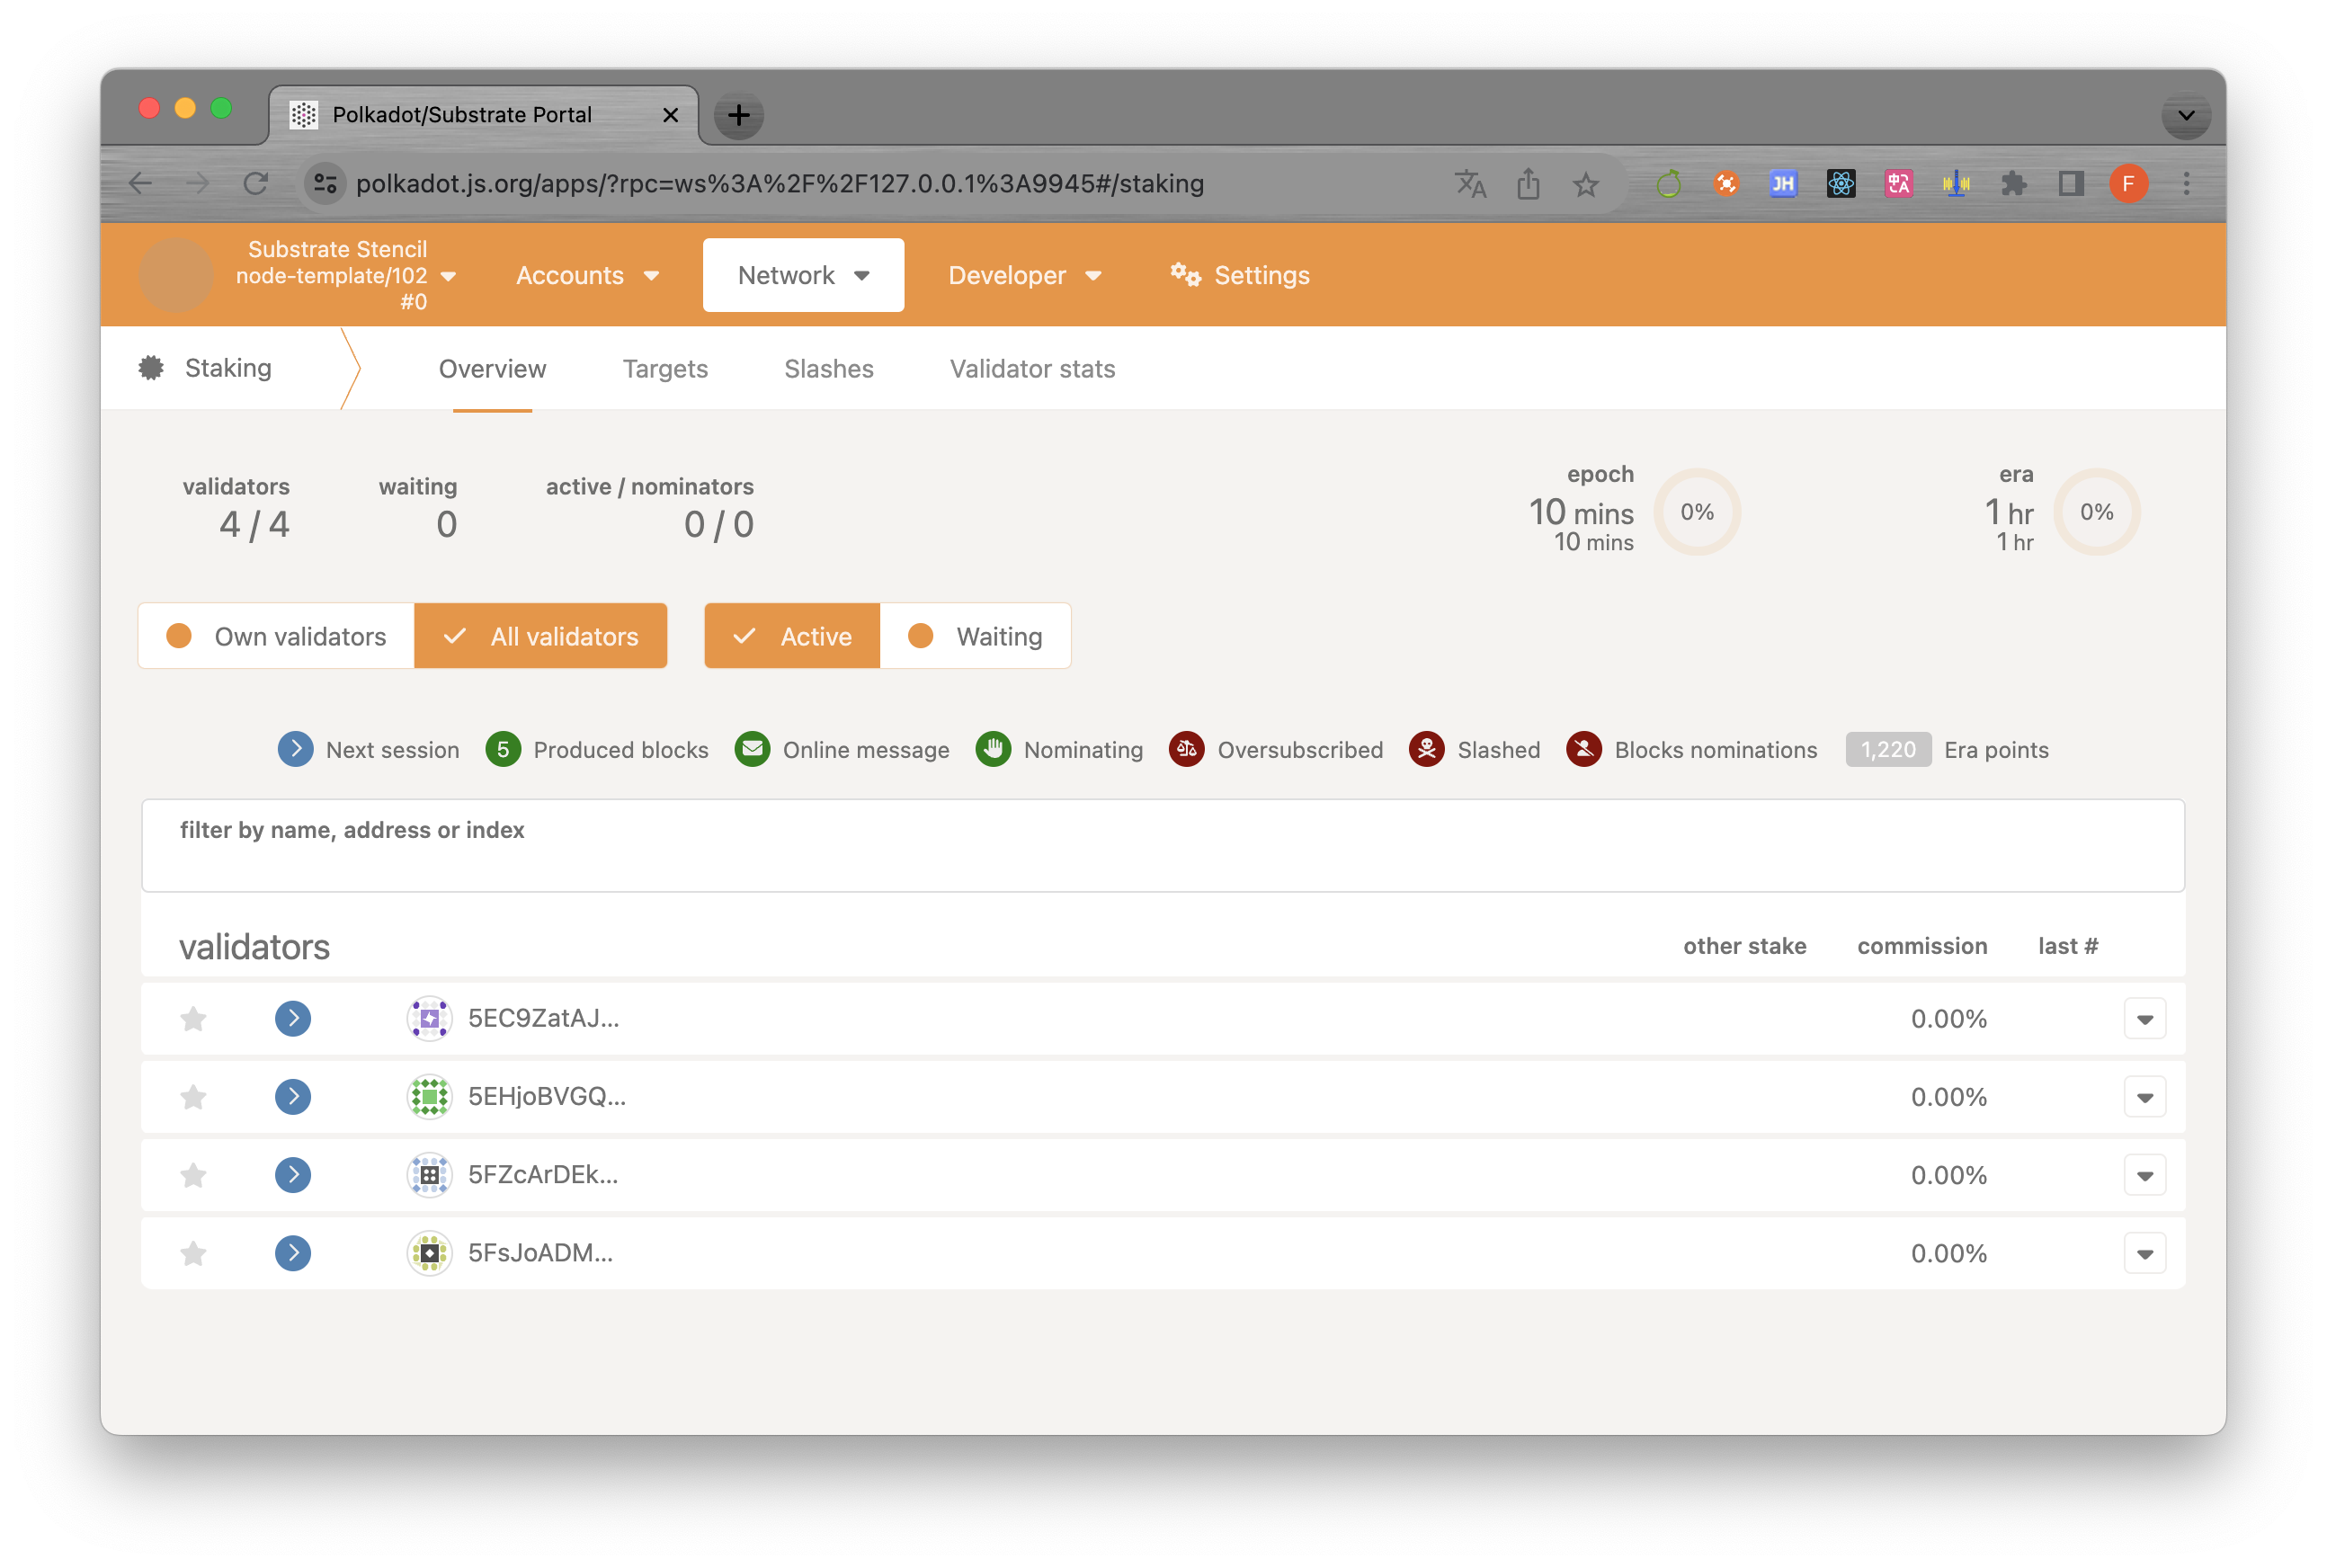 Polkadot/Substrate Portal
polkadot.js.org/apps/?rpc=ws%3A%2F%2F127.0.0.1%3A9945#/staking
JH
F
Substrate Stencil
node-template/102
#0
Accounts
Network
Developer
Settings
Staking
Overview
Targets
Slashes
Validator stats
validators
4 / 4
waiting
0
active / nominators
0 / 0
epoch
10 mins
10 mins
0%
era
1 hr
1 hr
0%
Own validators
All validators
Active
Waiting
Next session
5 Produced blocks
Online message
Nominating
Oversubscribed
Slashed
Blocks nominations
1,220 Era points
filter by name, address or index
validators other stake commission last #
5EC9ZatAJ... 0.00%
5EHjoBVGQ... 0.00%
5FZcArDEk... 0.00%
5FsJoADM... 0.00%